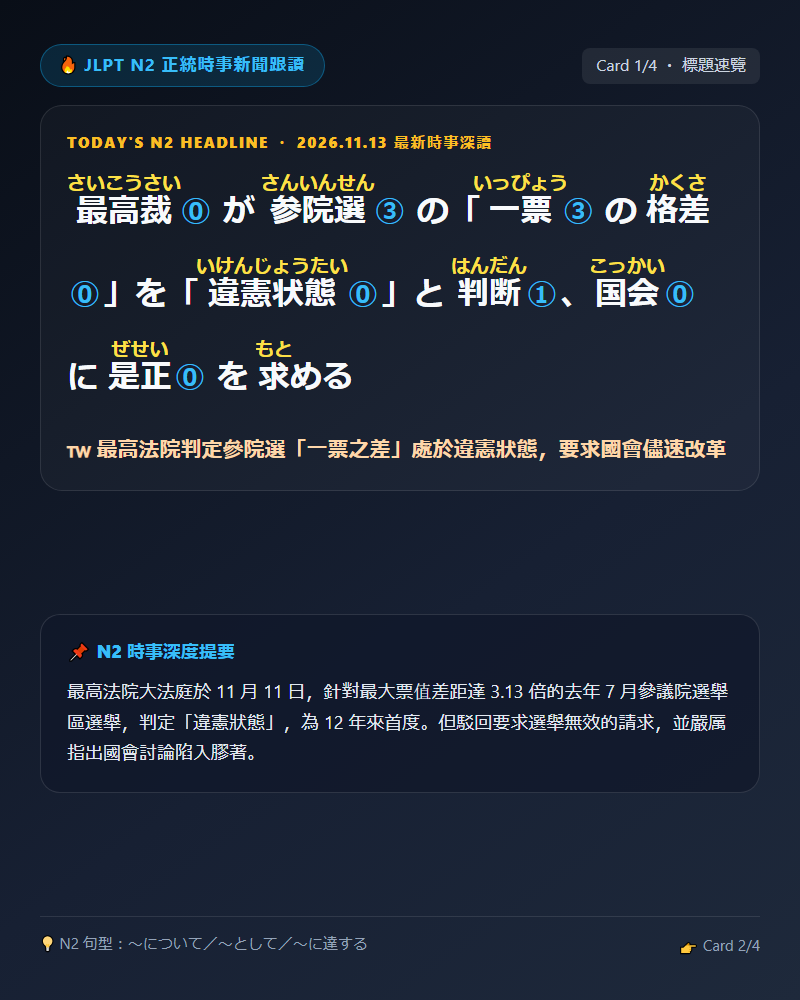 🔥 JLPT N2 正統時事新聞跟讀
Card 1/4 ・ 標題速覽
TODAY'S N2 HEADLINE ・ 2026.11.13 最新時事深讀
さいこうさい さんいんせん いっぴょう かくさ
最高裁 ⓪ が 参院選 ③ の「 一票 ③ の 格差
いけんじょうたい はんだん こっかい
⓪」を「 違憲状態 ⓪」と 判断 ①、国会 ⓪
ぜせい もと
に 是正 ⓪ を 求める
TW 最高法院判定參院選「一票之差」處於違憲狀態，要求國會儘速改革
📌 N2 時事深度提要
最高法院大法庭於 11 月 11 日，針對最大票值差距達 3.13 倍的去年 7 月參議院選舉
區選舉，判定「違憲狀態」，為 12 年來首度。但駁回要求選舉無效的請求，並嚴厲
指出國會討論陷入膠著。
💡 N2 句型：～について／～として／～に達する
👉 Card 2/4